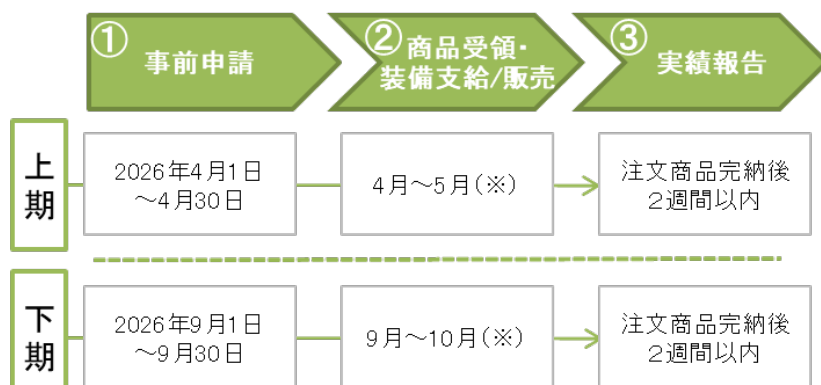 ① 事前申請
② 商品受領・
装備支給/販売
③ 実績報告
上期
2026年4月1日
～4月30日
4月～5月(※)
注文商品完納後
2週間以内
下期
2026年9月1日
～9月30日
9月～10月(※)
注文商品完納後
2週間以内